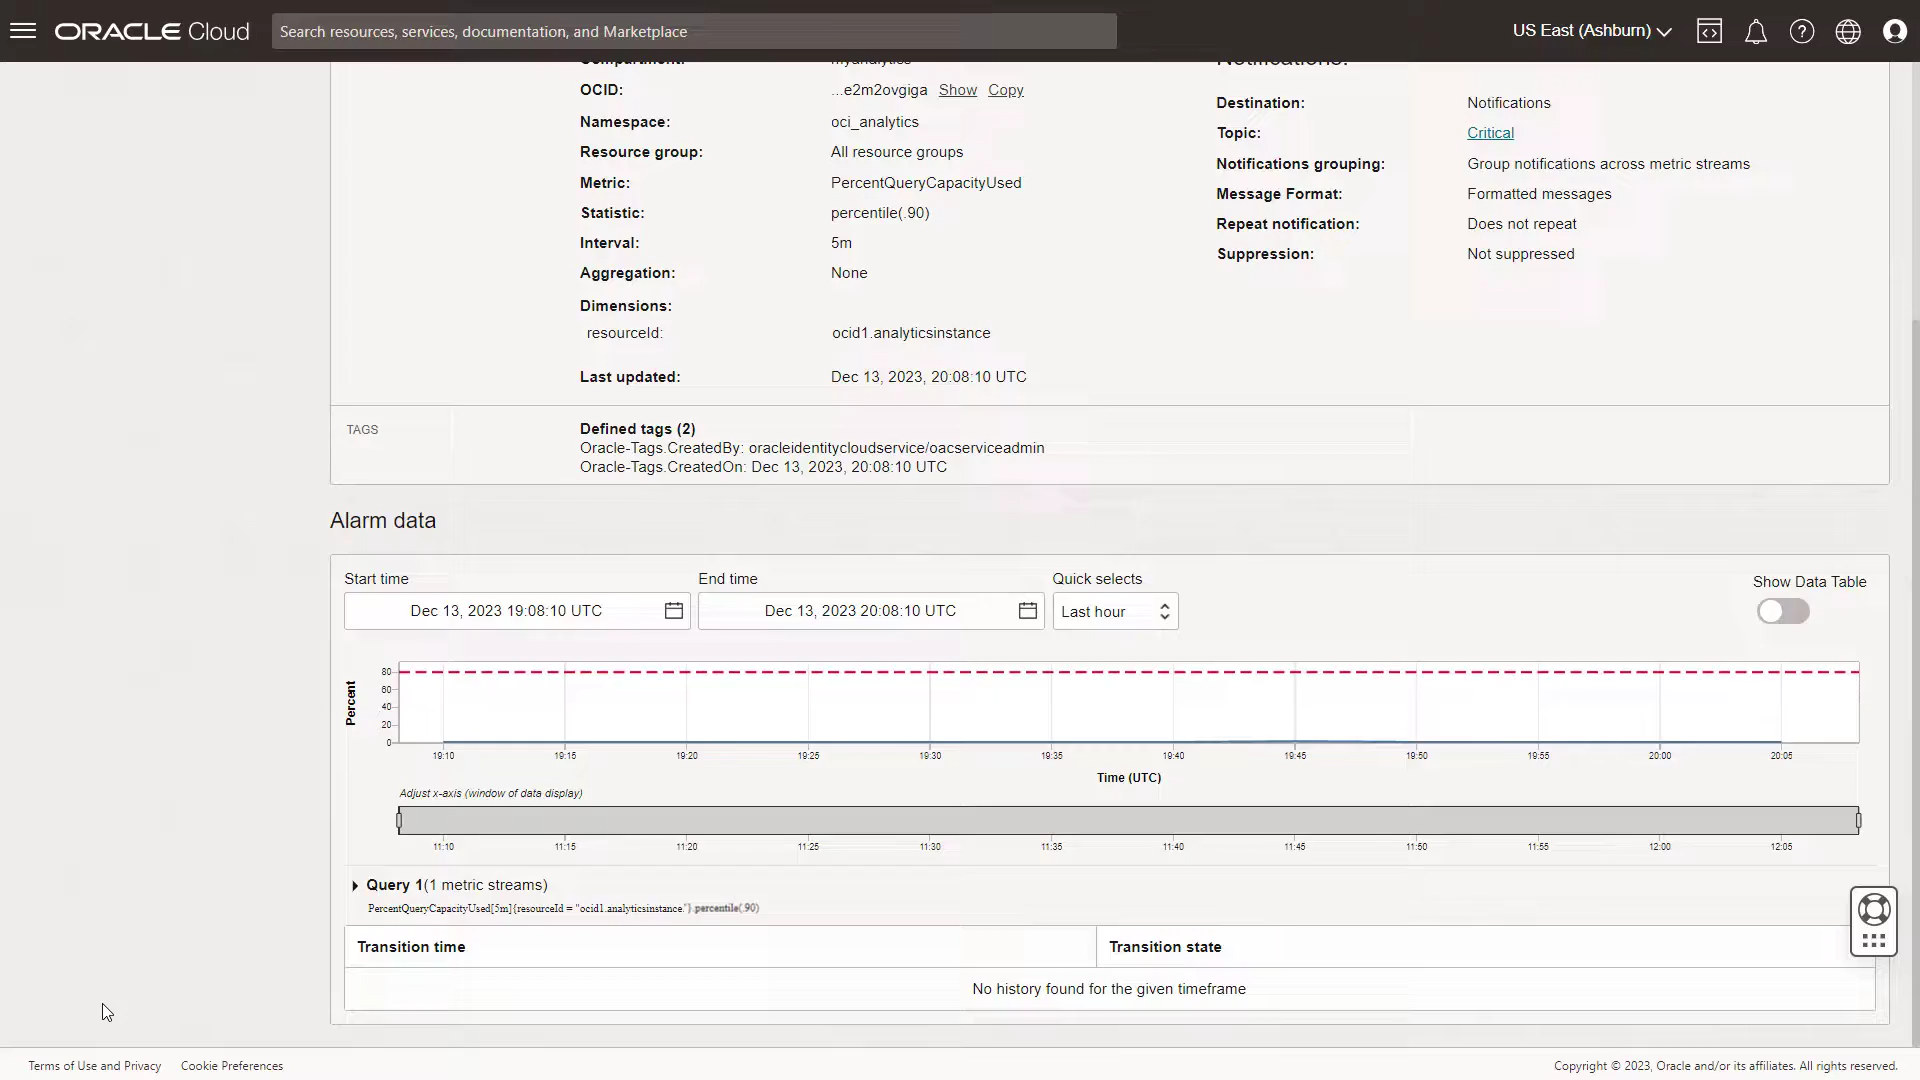 ORACLE Cloud
Search resources, services, documentation, and Marketplace
US East (Ashburn)
Compartment: myanalytics
OCID: ...e2m2ovgiga Show Copy
Namespace: oci_analytics
Resource group: All resource groups
Metric: PercentQueryCapacityUsed
Statistic: percentile(.90)
Interval: 5m
Aggregation: None
Dimensions:
resourceId: ocid1.analyticsinstance
Last updated: Dec 13, 2023, 20:08:10 UTC
Notifications:
Destination: Notifications
Topic: Critical
Notifications grouping: Group notifications across metric streams
Message Format: Formatted messages
Repeat notification: Does not repeat
Suppression: Not suppressed
TAGS
Defined tags (2)
Oracle-Tags.CreatedBy: oracleidentitycloudservice/oacserviceadmin
Oracle-Tags.CreatedOn: Dec 13, 2023, 20:08:10 UTC
Alarm data
Start time
Dec 13, 2023 19:08:10 UTC
End time
Dec 13, 2023 20:08:10 UTC
Quick selects
Last hour
Show Data Table
Percent
80
60
40
20
0
19:10 19:15 19:20 19:25 19:30 19:35 19:40 19:45 19:50 19:55 20:00 20:05
Time (UTC)
Adjust x-axis (window of data display)
11:10 11:15 11:20 11:25 11:30 11:35 11:40 11:45 11:50 11:55 12:00 12:05
Query 1(1 metric streams)
PercentQueryCapacityUsed[5m]{resourceId = "ocid1.analyticsinstance."}.percentile(.90)
Transition time Transition state
No history found for the given timeframe
Terms of Use and Privacy Cookie Preferences
Copyright © 2023, Oracle and/or its affiliates. All rights reserved.